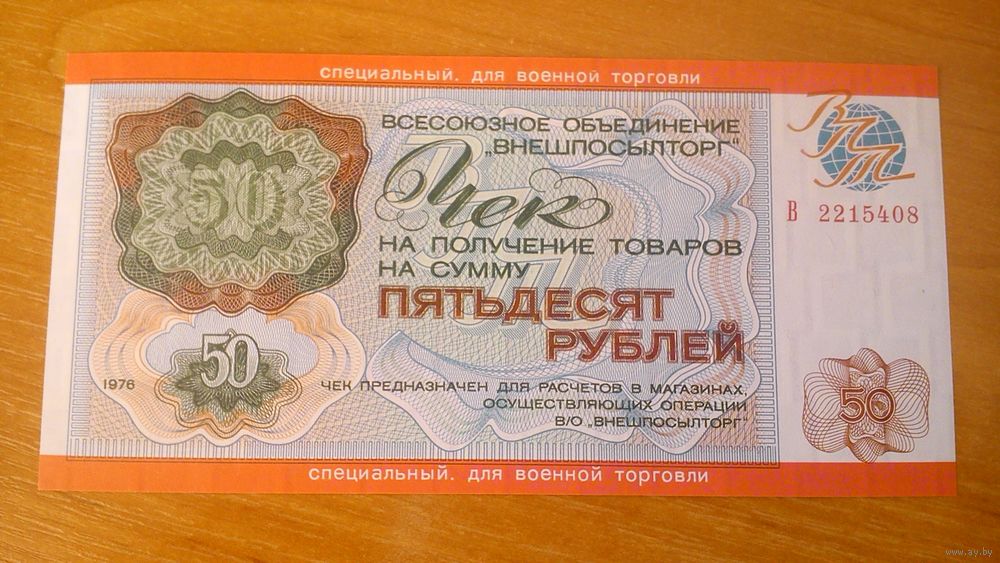 специальный. для военной торговли
ВСЕСОЮЗНОЕ ОБЪЕДИНЕНИЕ
„ВНЕШПОСЫЛТОРГ“
ВПТ
50
Чек
В 2215408
НА ПОЛУЧЕНИЕ ТОВАРОВ
НА СУММУ
ПЯТЬДЕСЯТ
РУБЛЕЙ
50
1976
ЧЕК ПРЕДНАЗНАЧЕН ДЛЯ РАСЧЕТОВ В МАГАЗИНАХ,
ОСУЩЕСТВЛЯЮЩИХ ОПЕРАЦИИ
В/О „ВНЕШПОСЫЛТОРГ“
50
специальный. для военной торговли
www.ay.by